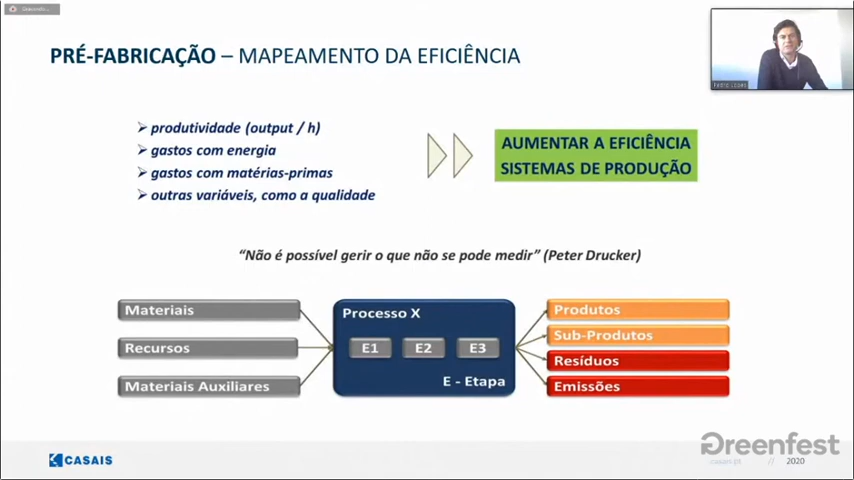 PRÉ-FABRICAÇÃO – MAPEAMENTO DA EFICIÊNCIA
produtividade (output / h)
gastos com energia
gastos com matérias-primas
outras variáveis, como a qualidade
AUMENTAR A EFICIÊNCIA
SISTEMAS DE PRODUÇÃO
“Não é possível gerir o que não se pode medir” (Peter Drucker)
Materiais
Recursos
Materiais Auxiliares
Processo X
E1 E2 E3
E - Etapa
Produtos
Sub-Produtos
Resíduos
Emissões
CASAIS
Greenfest
casais.pt // 2020